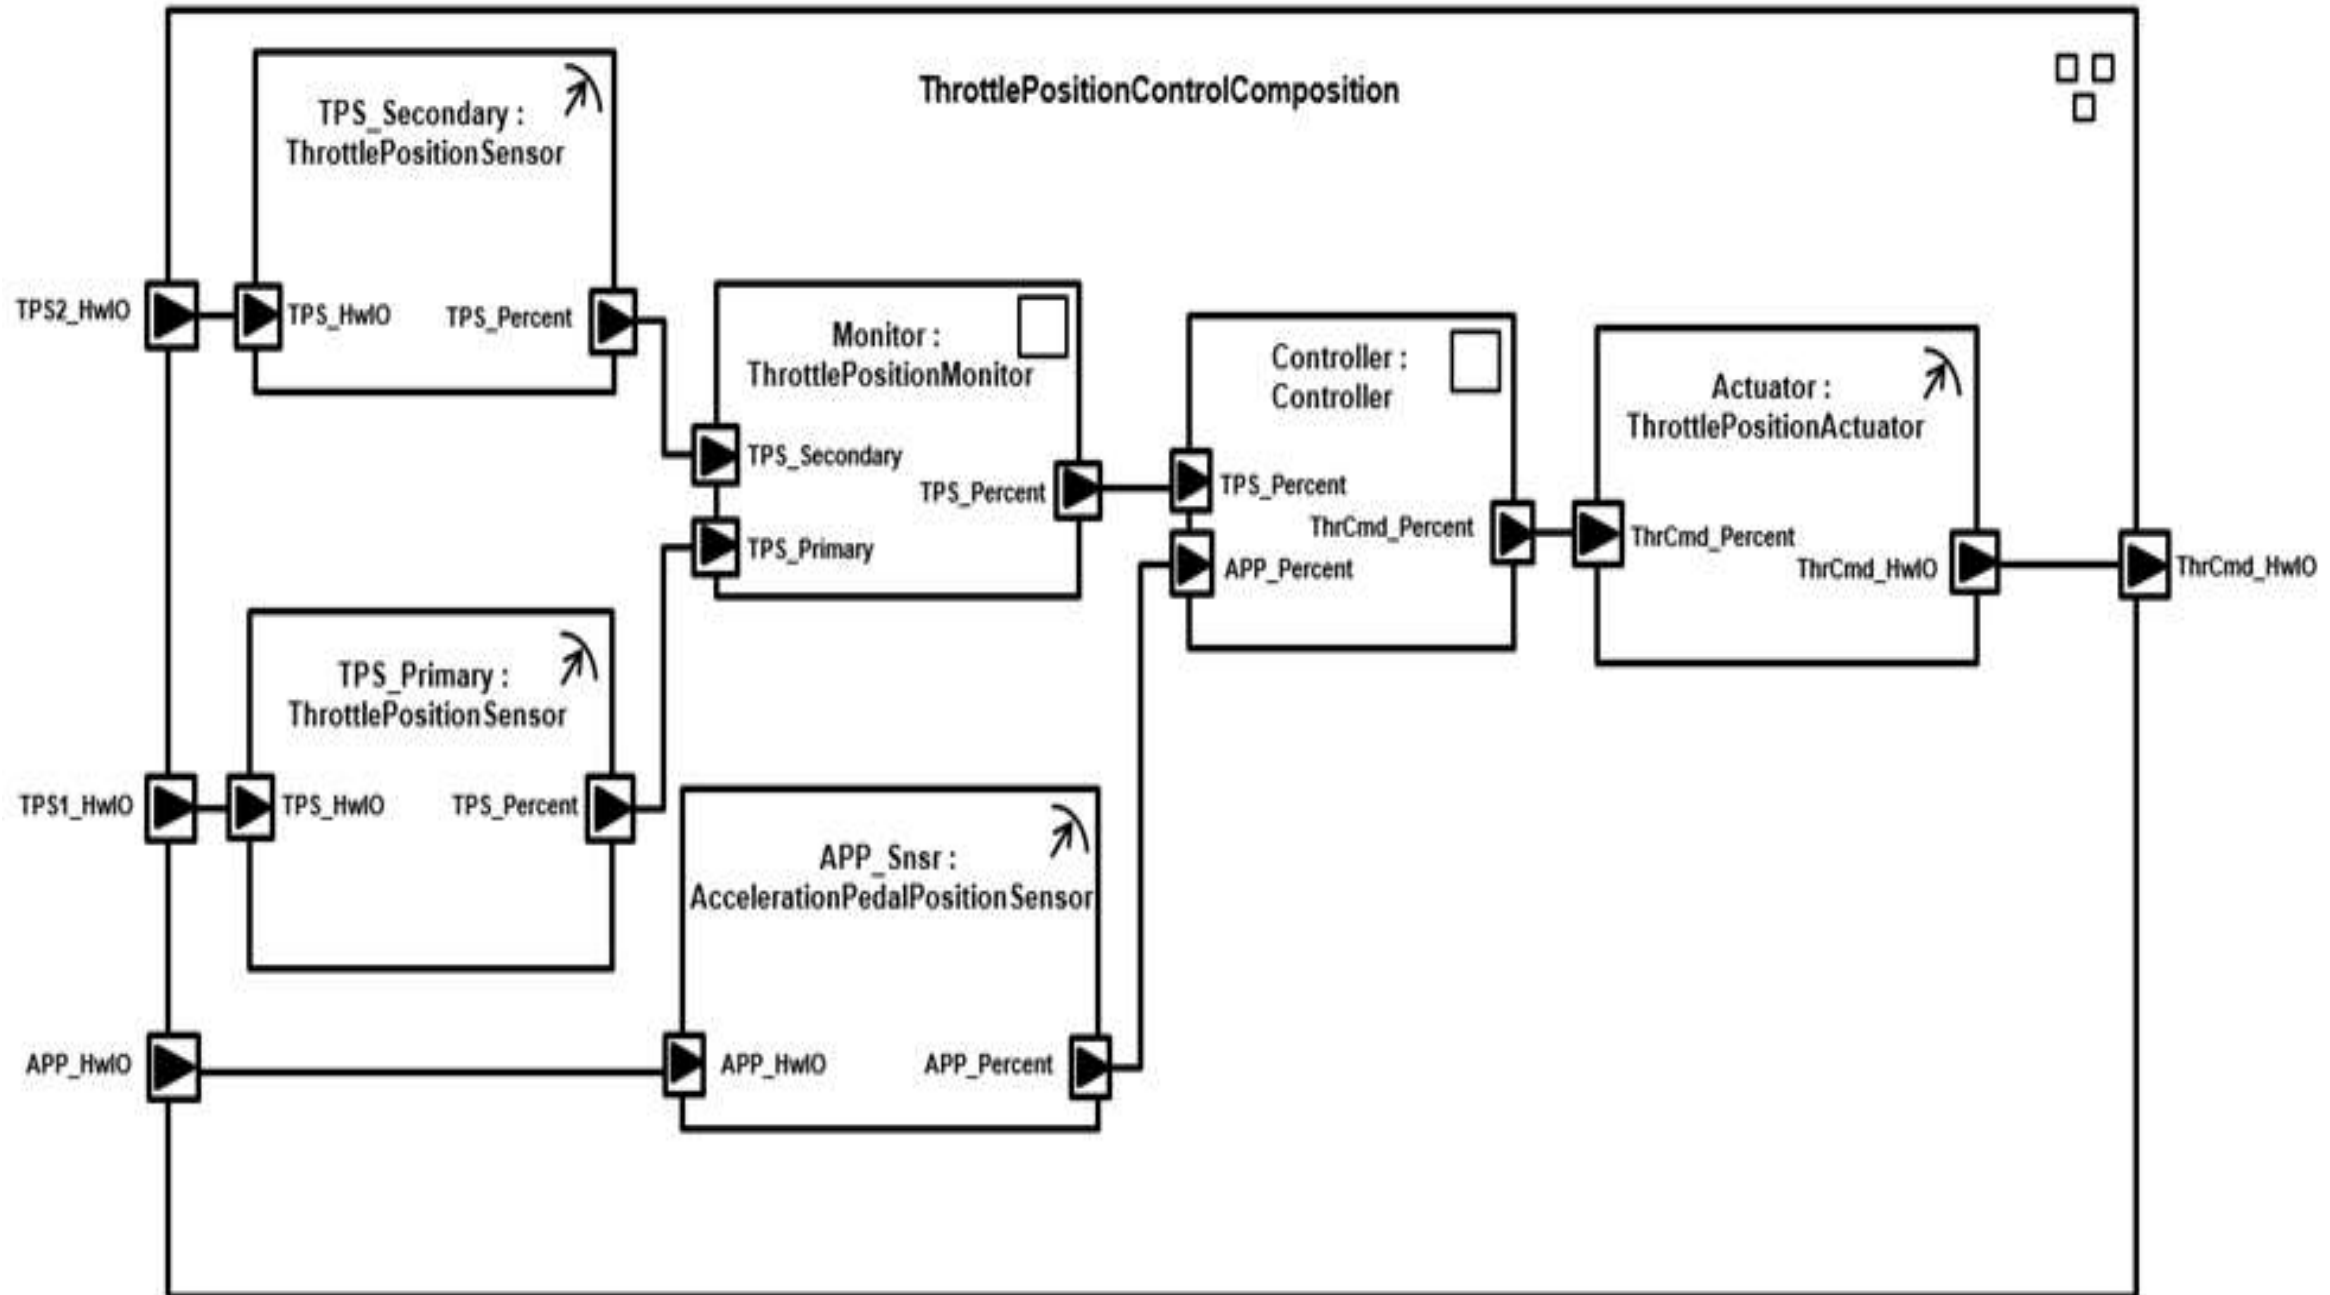 ThrottlePositionControlComposition
TPS_Secondary :
ThrottlePositionSensor
TPS2_HwIO
TPS_HwIO
TPS_Percent
Monitor :
ThrottlePositionMonitor
TPS_Secondary
TPS_Percent
TPS_Primary
Controller :
Controller
TPS_Percent
ThrCmd_Percent
APP_Percent
Actuator :
ThrottlePositionActuator
ThrCmd_Percent
ThrCmd_HwIO
ThrCmd_HwIO
TPS_Primary :
ThrottlePositionSensor
TPS1_HwIO
TPS_HwIO
TPS_Percent
APP_Snsr :
AccelerationPedalPositionSensor
APP_HwIO
APP_HwIO
APP_Percent